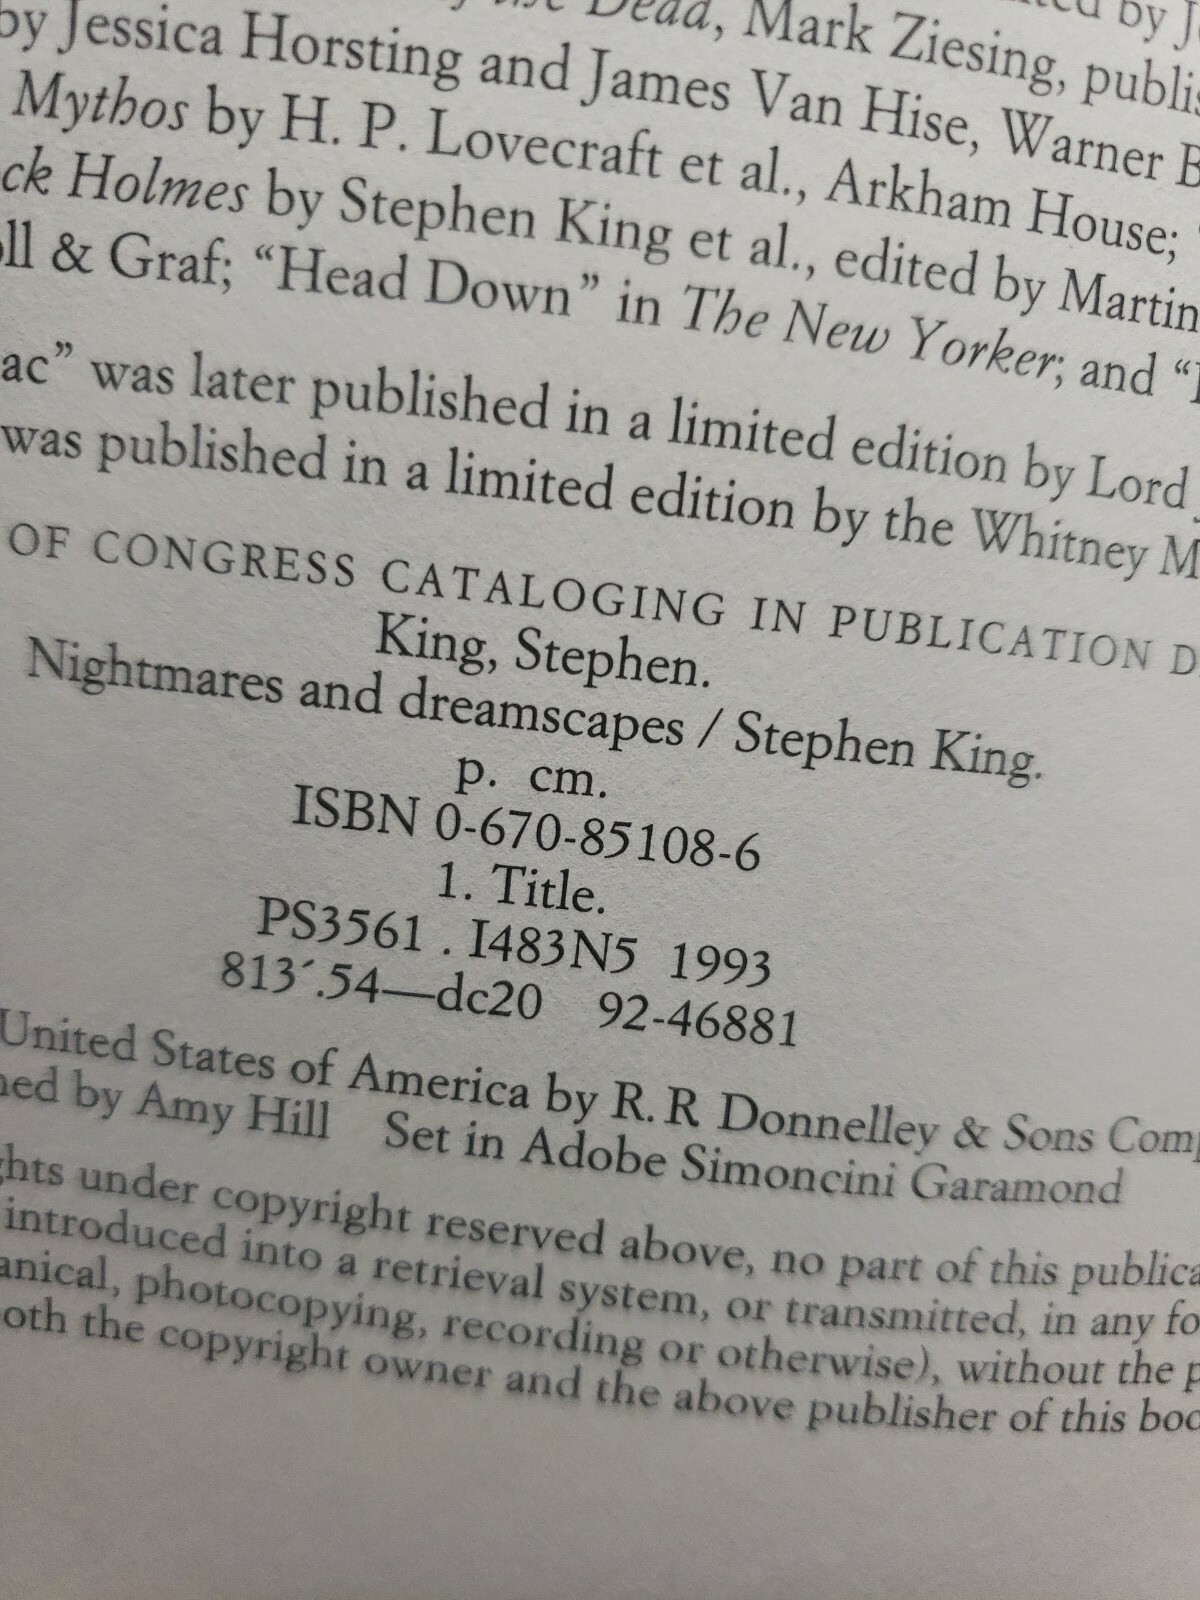 the Dead, Mark Ziesing, publis
by Jessica Horsting and James Van Hise, Warner B
Mythos by H. P. Lovecraft et al., Arkham House;
ck Holmes by Stephen King et al., edited by Martin
oll & Graf; “Head Down” in The New Yorker; and “
ac” was later published in a limited edition by Lord
was published in a limited edition by the Whitney M
OF CONGRESS CATALOGING IN PUBLICATION D
King, Stephen.
Nightmares and dreamscapes / Stephen King.
p. cm.
ISBN 0-670-85108-6
1. Title.
PS3561 . I483N5 1993
813´.54—dc20 92-46881
United States of America by R. R Donnelley & Sons Comp
ned by Amy Hill Set in Adobe Simoncini Garamond
ghts under copyright reserved above, no part of this publica
introduced into a retrieval system, or transmitted, in any fo
anical, photocopying, recording or otherwise), without the p
oth the copyright owner and the above publisher of this boo